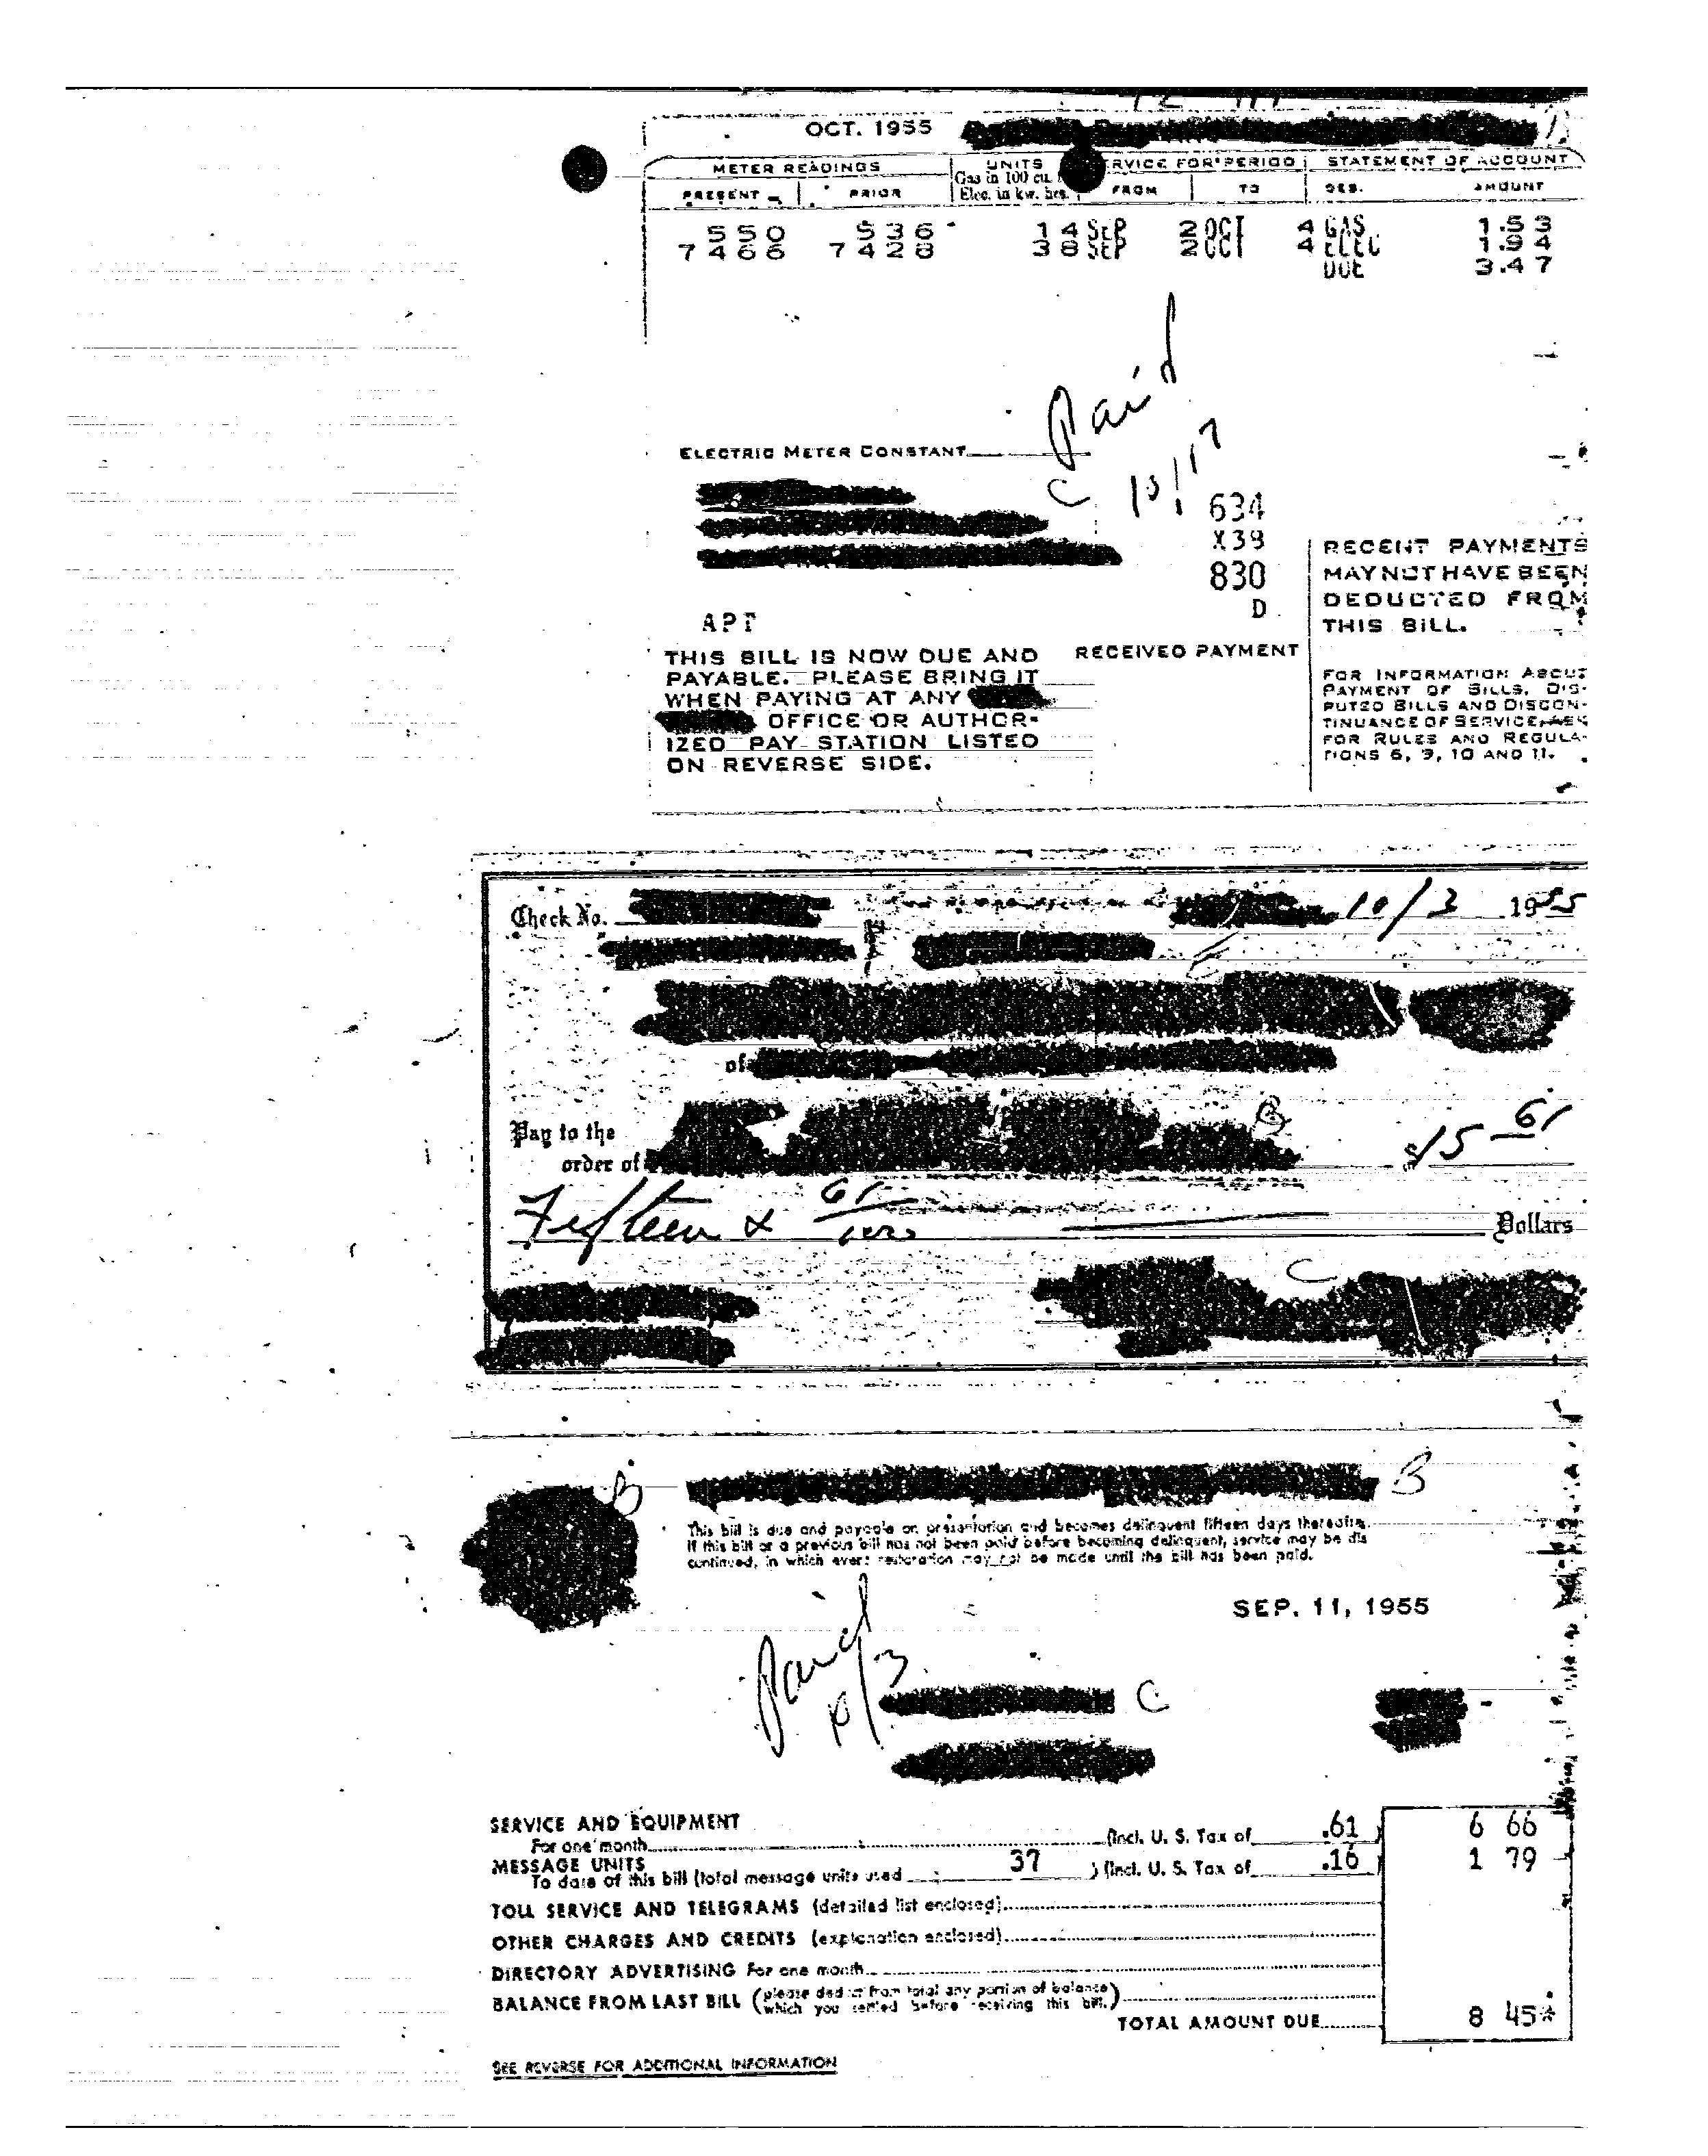 OCT. 1955
METER READINGS UNITS SERVICE FOR PERIOD STATEMENT OF ACCOUNT
Gas in 100 cu.
PRESENT PRIOR Elec. in kw. hrs. FROM TO DES. AMOUNT
550 536 14 SEP 2 OCT 4 GAS 1.53
7466 7428 38 SEP 2 OCT 4 ELEC 1.94
DUE 3.47
Paid
10/17
ELECTRIC METER CONSTANT
C
634
X39
830
D
APT
RECENT PAYMENTS
MAY NOT HAVE BEEN
DEDUCTED FROM
THIS BILL.
THIS BILL IS NOW DUE AND
PAYABLE. PLEASE BRING IT
WHEN PAYING AT ANY
OFFICE OR AUTHOR-
IZED PAY STATION LISTED
ON REVERSE SIDE.
RECEIVED PAYMENT
FOR INFORMATION ABOUT
PAYMENT OF BILLS, DIS-
PUTED BILLS AND DISCON-
TINUANCE OF SERVICE, ASK
FOR RULES AND REGULA-
TIONS 6, 9, 10 AND 11.
Check No. 10/3 1955
of
Pay to the
order of B $15 61
Fifteen & 61/100 Dollars
C
B B
This bill is due and payable on presentation and becomes delinquent fifteen days thereafter.
If this bill or a previous bill has not been paid before becoming delinquent, service may be dis
continued, in which event restoration may not be made until the bill has been paid.
SEP. 11, 1955
Paid
10/3
C
SERVICE AND EQUIPMENT
For one month (Incl. U. S. Tax of .61) 6 66
MESSAGE UNITS
To date of this bill (total message units used 37) (Incl. U. S. Tax of .16) 1 79
TOLL SERVICE AND TELEGRAMS (detailed list enclosed)
OTHER CHARGES AND CREDITS (explanation enclosed)
DIRECTORY ADVERTISING For one month
BALANCE FROM LAST BILL (please deduct from total any portion of balance
which you settled before receiving this bill.)
TOTAL AMOUNT DUE 8 45*
SEE REVERSE FOR ADDITIONAL INFORMATION